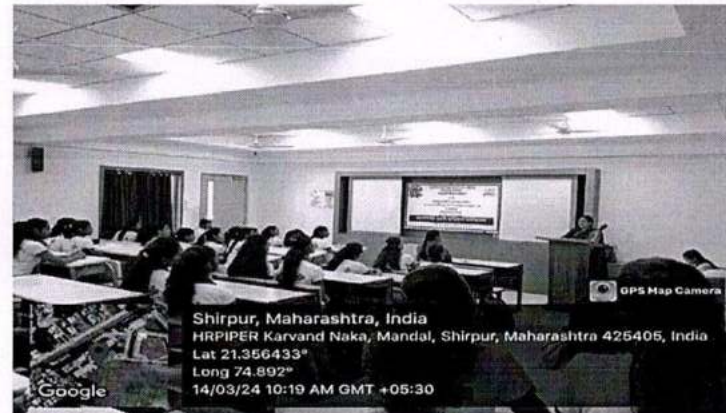 GPS Map Camera
Shirpur, Maharashtra, India
HRPIPER Karvand Naka, Mandal, Shirpur, Maharashtra 425405, India
Lat 21.356433°
Long 74.892°
14/03/24 10:19 AM GMT +05:30
Google